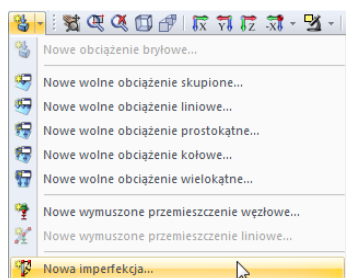 Nowe obciążenie bryłowe...
Nowe wolne obciążenie skupione...
Nowe wolne obciążenie liniowe...
Nowe wolne obciążenie prostokątne...
Nowe wolne obciążenie kołowe...
Nowe wolne obciążenie wielokątne...
Nowe wymuszone przemieszczenie węzłowe...
Nowe wymuszone przemieszczenie liniowe...
Nowa imperfekcja...